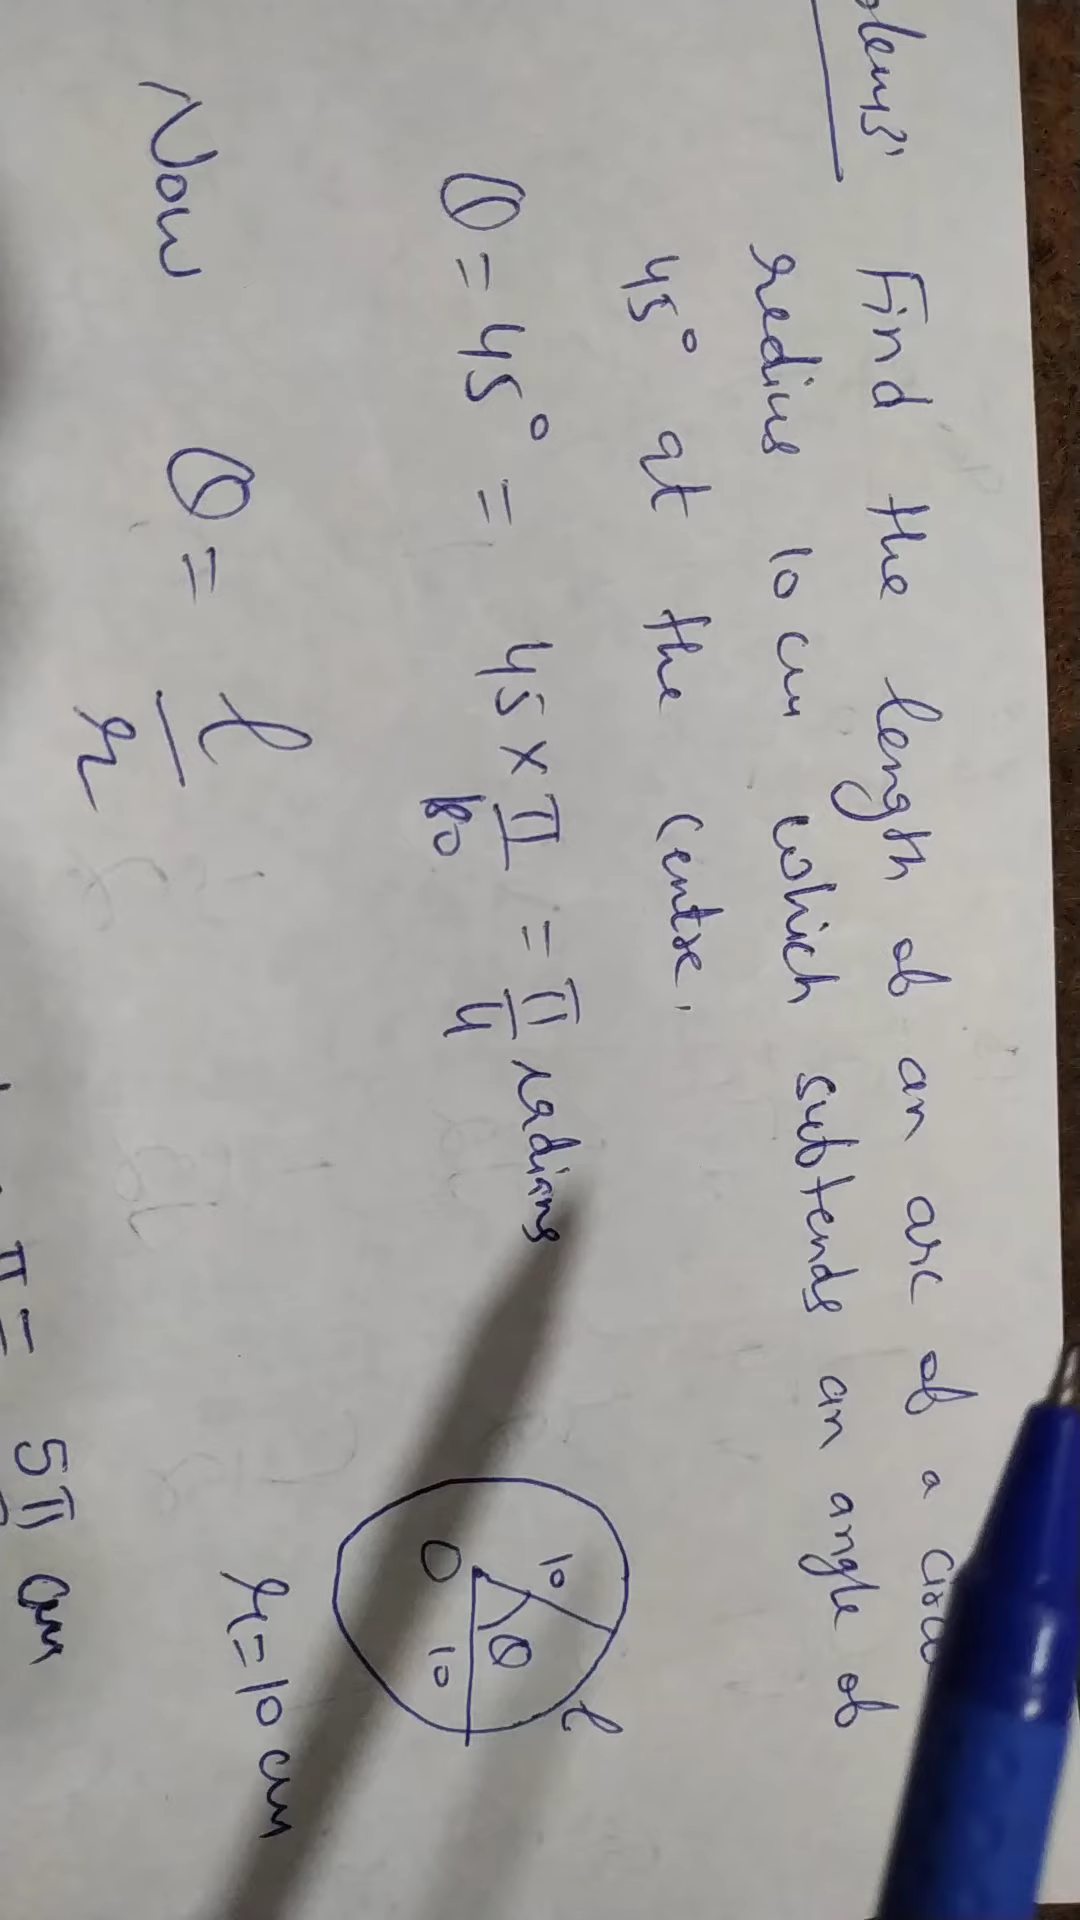 Find the length of an arc of a
radius 10 cm which subtends an angle of
45° at the centre.
θ = 45° = 45 × π/180 = π/4 radians
10
θ
O
10
l
r = 10 cm
Now θ = l/r
π = 5π cm